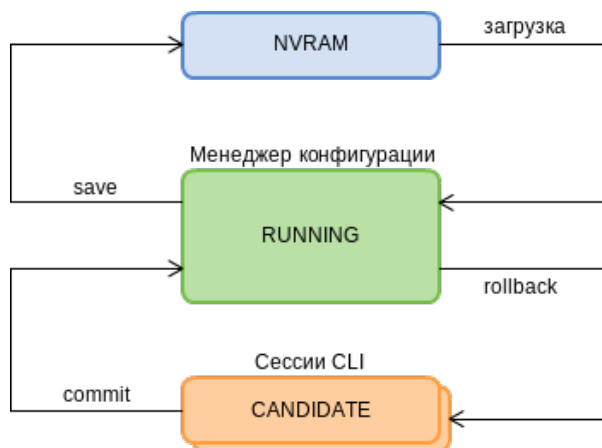 NVRAM
загрузка
Менеджер конфигурации
save
RUNNING
rollback
Сессии CLI
commit
CANDIDATE